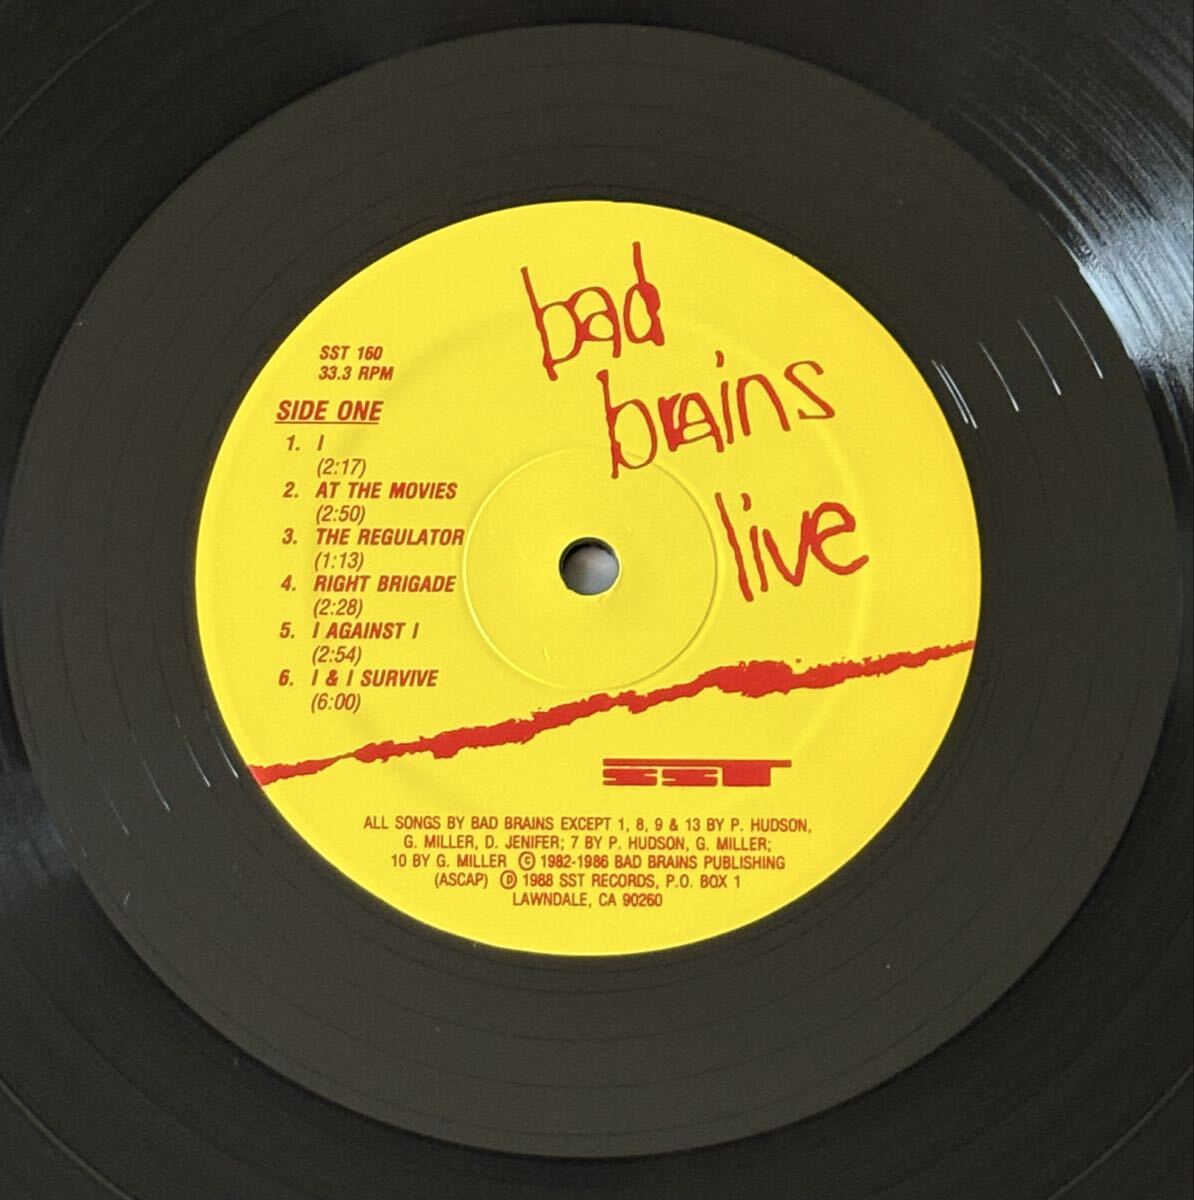 bad
brains
live
SST 160
33.3 RPM
SIDE ONE
1. I
(2:17)
2. AT THE MOVIES
(2:50)
3. THE REGULATOR
(1:13)
4. RIGHT BRIGADE
(2:28)
5. I AGAINST I
(2:54)
6. I & I SURVIVE
(6:00)
SST
ALL SONGS BY BAD BRAINS EXCEPT 1, 8, 9 & 13 BY P. HUDSON,
G. MILLER, D. JENIFER; 7 BY P. HUDSON, G. MILLER;
10 BY G. MILLER © 1982-1986 BAD BRAINS PUBLISHING
(ASCAP) ℗ 1988 SST RECORDS, P.O. BOX 1
LAWNDALE, CA 90260